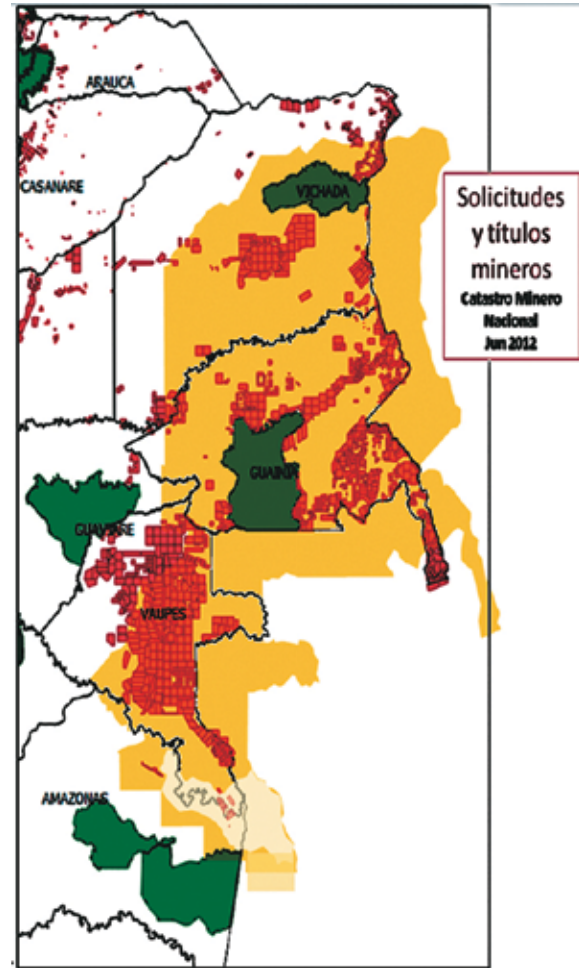 ARAUCA
CASANARE
VICHADA
Solicitudes
y títulos
mineros
Catastro Minero
Nacional
Jun 2012
GUAINIA
GUAVIARE
VAUPES
AMAZONAS